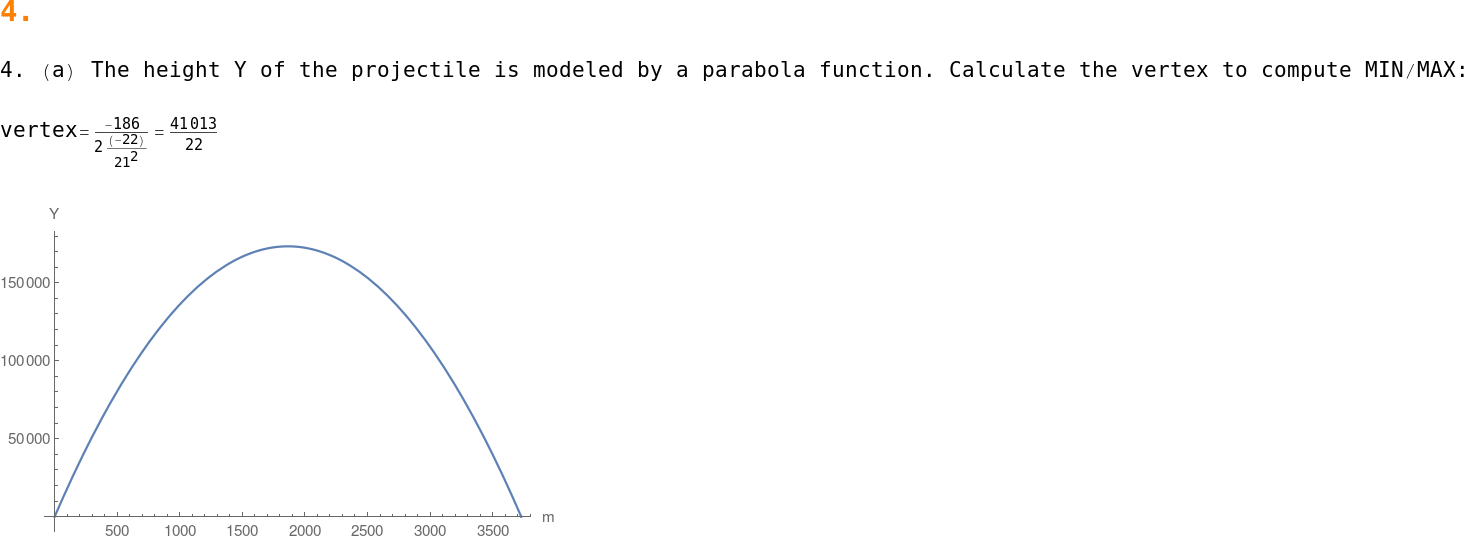 4.
4. (a) The height Y of the projectile is modeled by a parabola function. Calculate the vertex to compute MIN/MAX:
vertex= -186 / (2 (-22)/21^2) = 41013/22
Y
150000
100000
50000
500 1000 1500 2000 2500 3000 3500 m